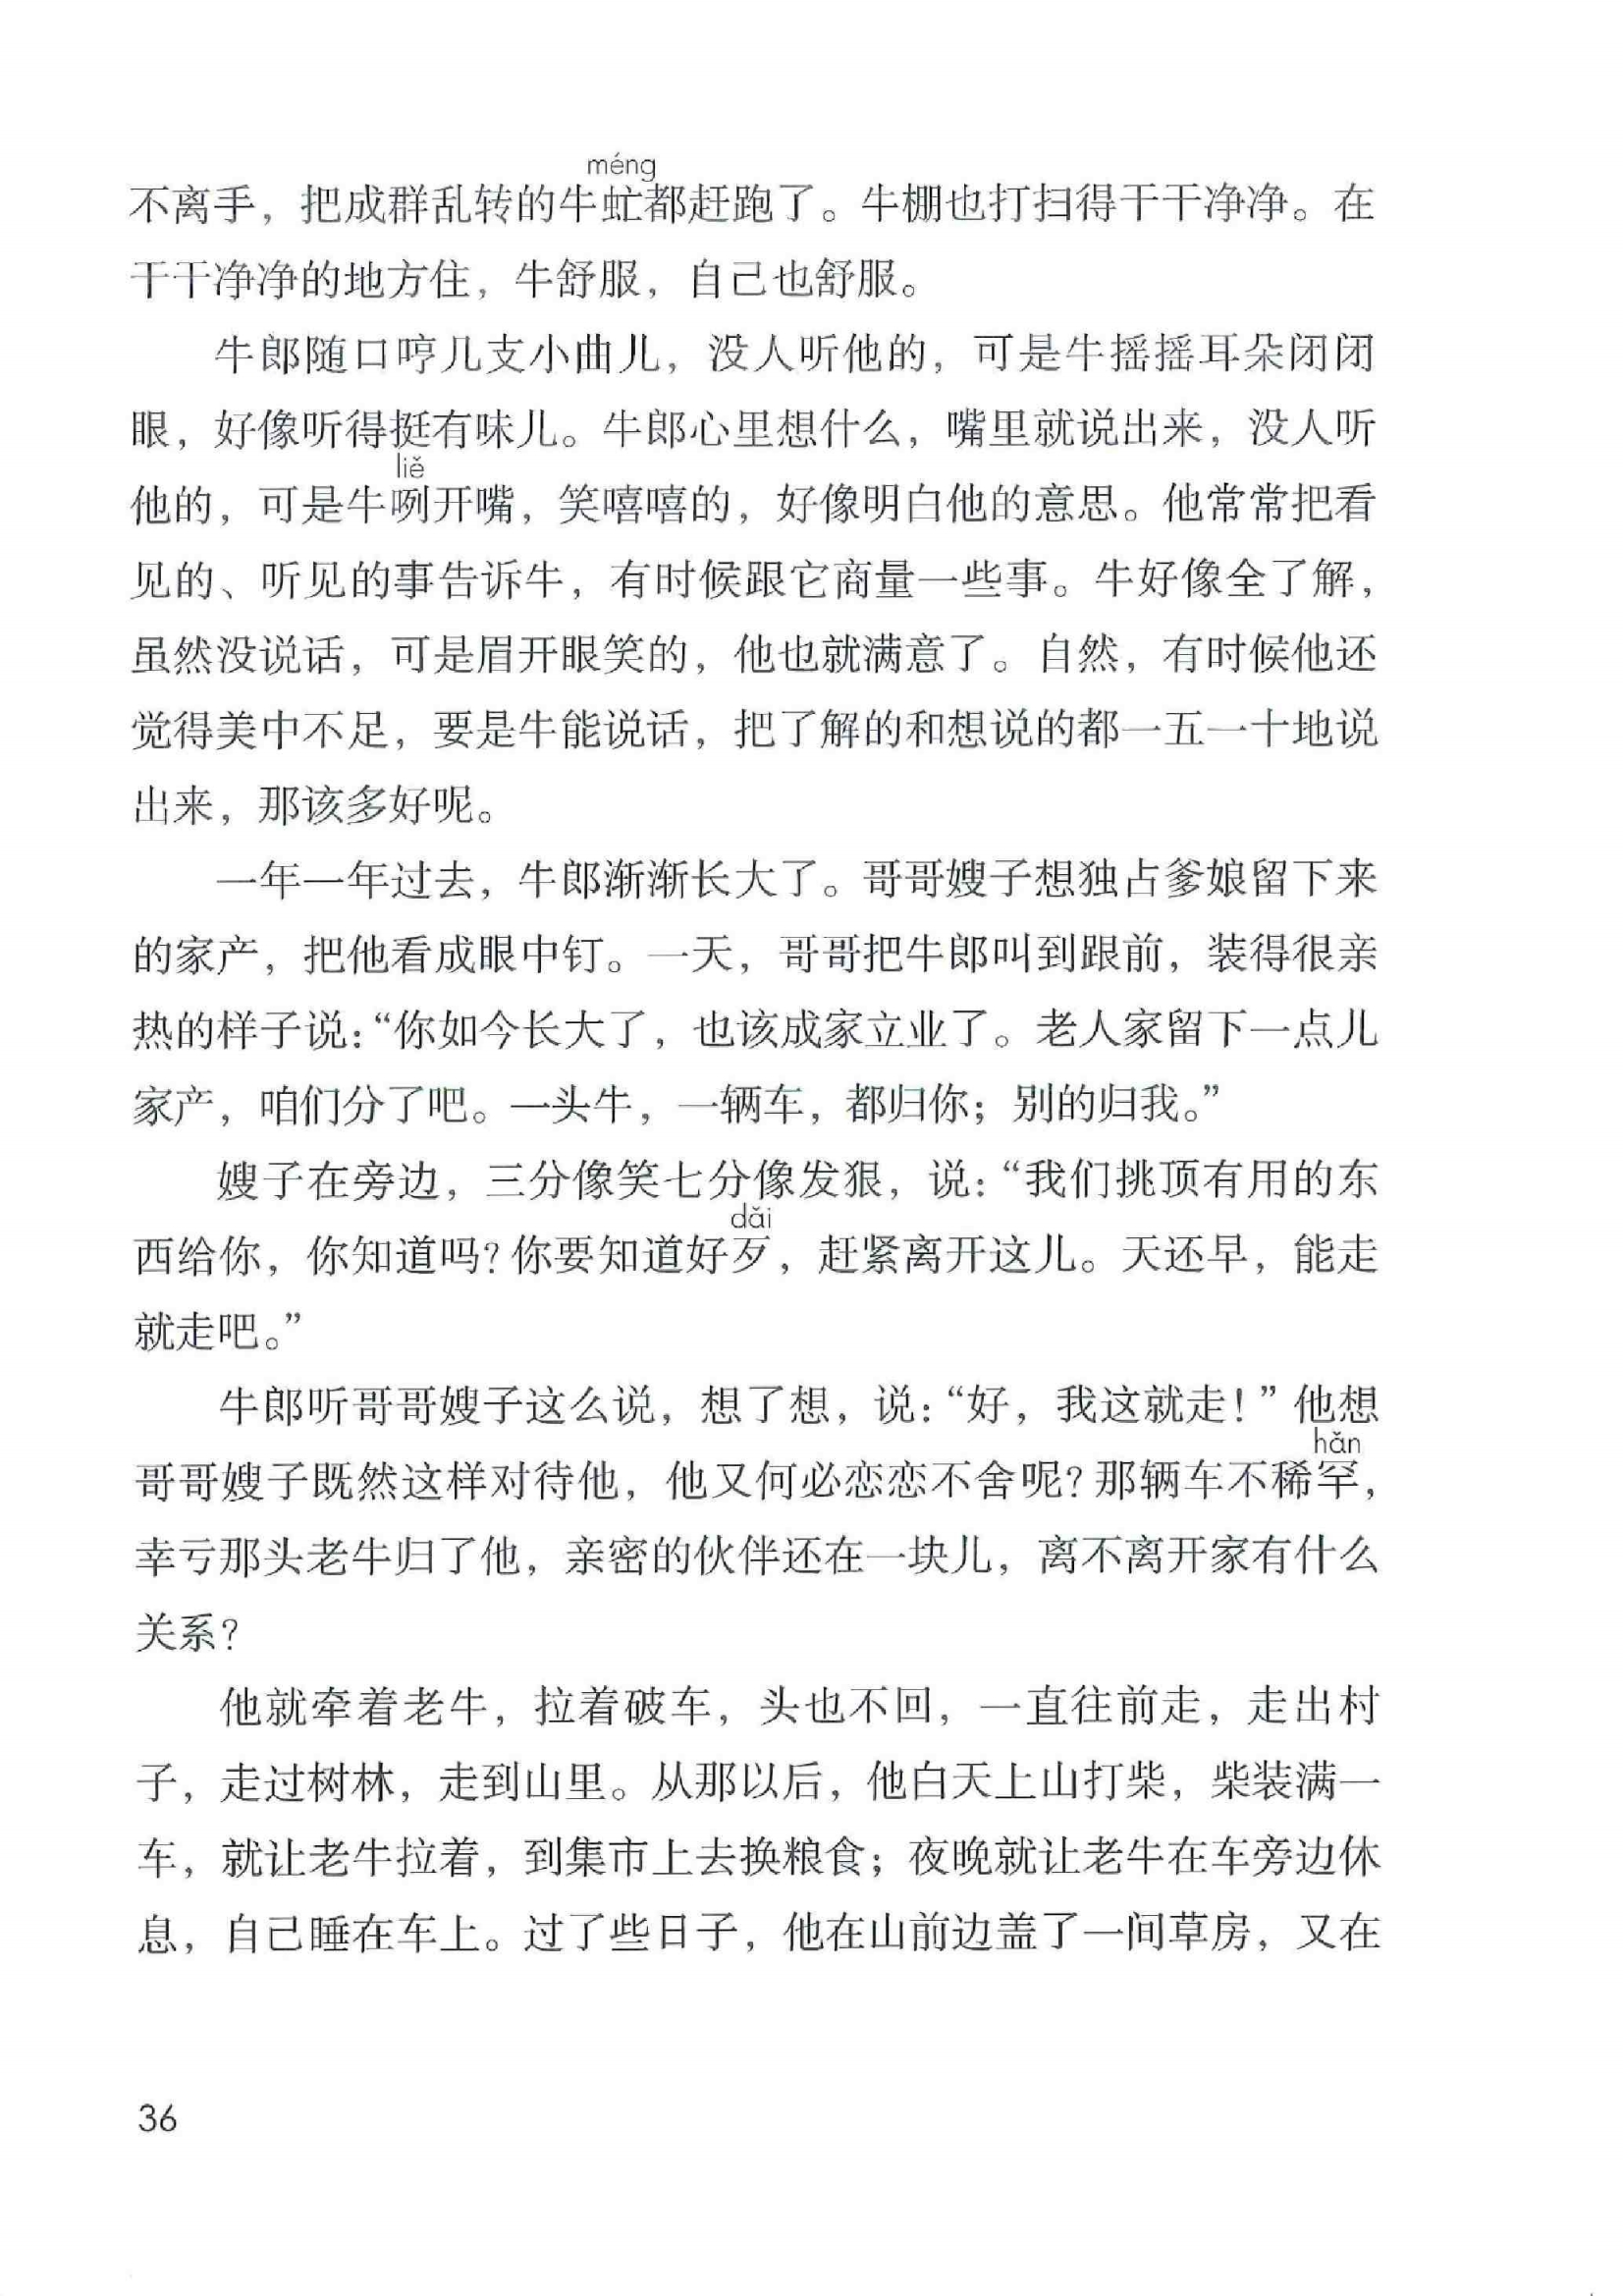 méng
不离手，把成群乱转的牛虻都赶跑了。牛棚也打扫得干干净净。在
干干净净的地方住，牛舒服，自己也舒服。
牛郎随口哼几支小曲儿，没人听他的，可是牛摇摇耳朵闭闭
眼，好像听得挺有味儿。牛郎心里想什么，嘴里就说出来，没人听
liě
他的，可是牛咧开嘴，笑嘻嘻的，好像明白他的意思。他常常把看
见的、听见的事告诉牛，有时候跟它商量一些事。牛好像全了解，
虽然没说话，可是眉开眼笑的，他也就满意了。自然，有时候他还
觉得美中不足，要是牛能说话，把了解的和想说的都一五一十地说
出来，那该多好呢。
一年一年过去，牛郎渐渐长大了。哥哥嫂子想独占爹娘留下来
的家产，把他看成眼中钉。一天，哥哥把牛郎叫到跟前，装得很亲
热的样子说：“你如今长大了，也该成家立业了。老人家留下一点儿
家产，咱们分了吧。一头牛，一辆车，都归你；别的归我。”
嫂子在旁边，三分像笑七分像发狠，说：“我们挑顶有用的东
dǎi
西给你，你知道吗？你要知道好歹，赶紧离开这儿。天还早，能走
就走吧。”
牛郎听哥哥嫂子这么说，想了想，说：“好，我这就走！”他想
hǎn
哥哥嫂子既然这样对待他，他又何必恋恋不舍呢？那辆车不稀罕，
幸亏那头老牛归了他，亲密的伙伴还在一块儿，离不离开家有什么
关系？
他就牵着老牛，拉着破车，头也不回，一直往前走，走出村
子，走过树林，走到山里。从那以后，他白天上山打柴，柴装满一
车，就让老牛拉着，到集市上去换粮食；夜晚就让老牛在车旁边休
息，自己睡在车上。过了些日子，他在山前边盖了一间草房，又在
36